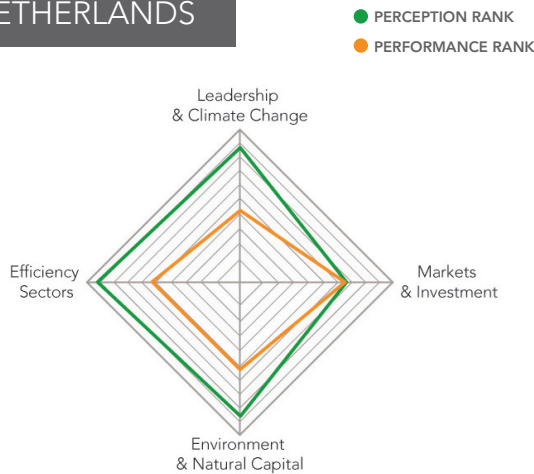 ETHERLANDS
PERCEPTION RANK
PERFORMANCE RANK
Leadership
& Climate Change
Efficiency
Sectors
Markets
& Investment
Environment
& Natural Capital